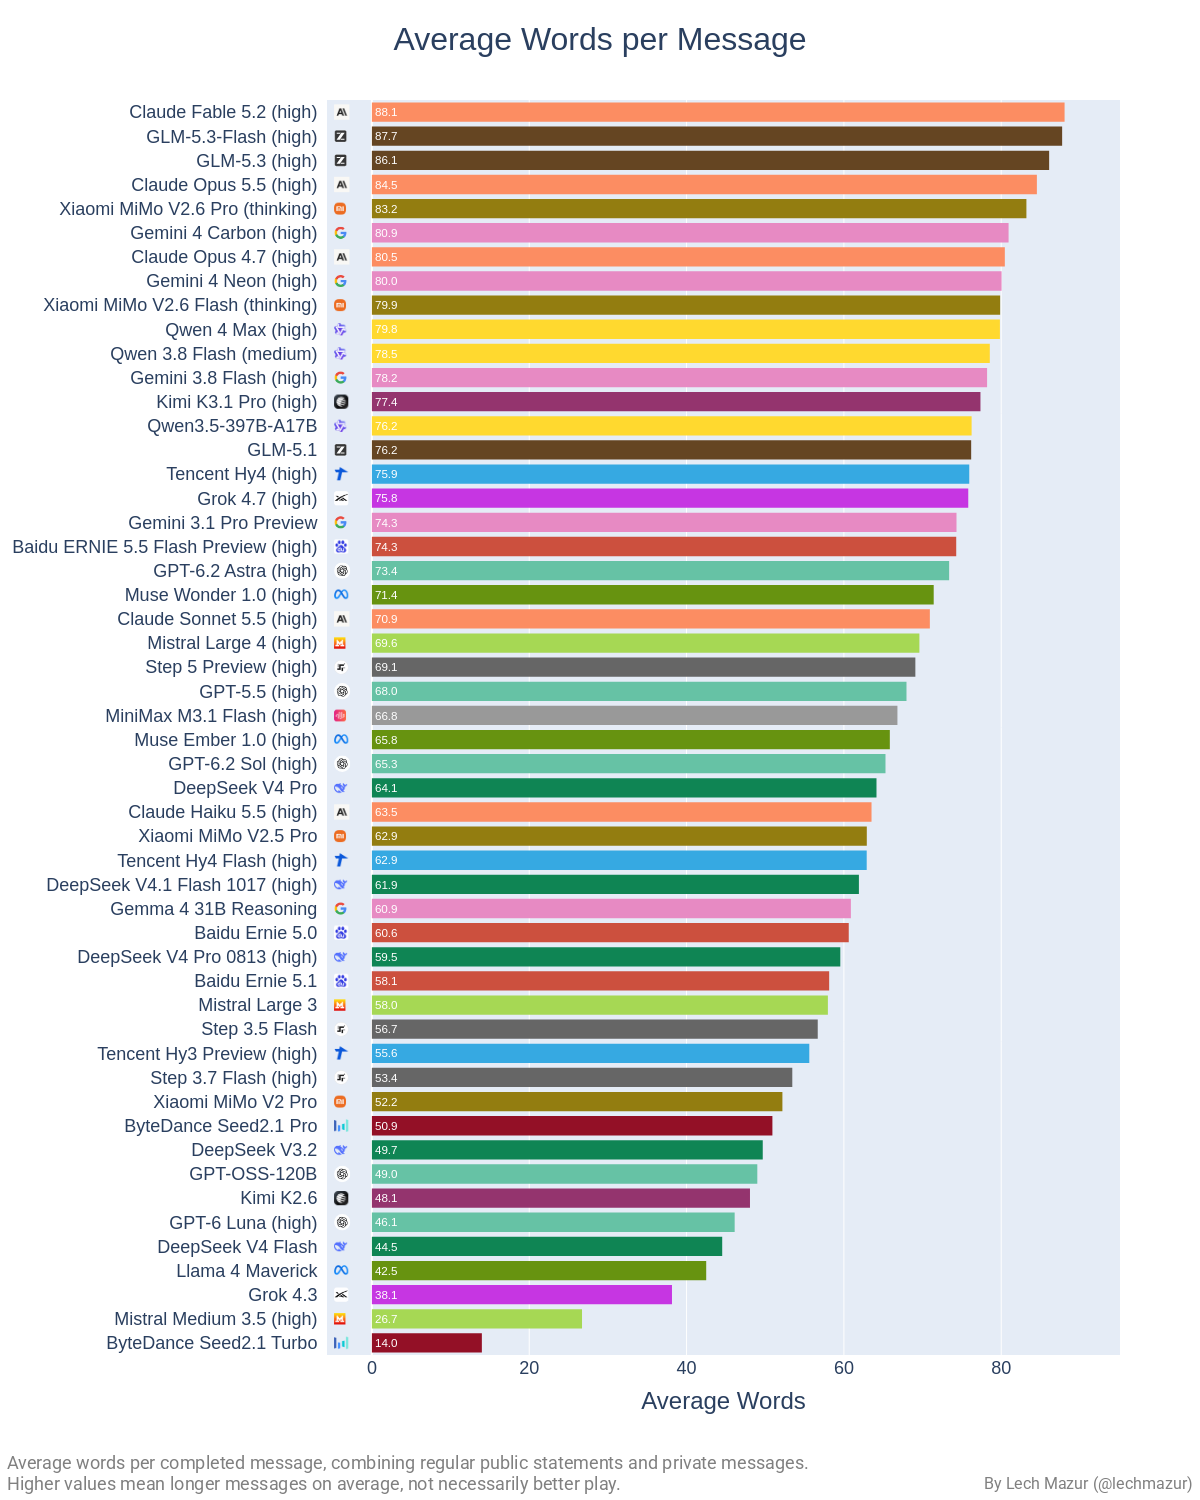 Average Words per Message
Claude Fable 5.2 (high) 88.1
GLM-5.3-Flash (high) 87.7
GLM-5.3 (high) 86.1
Claude Opus 5.5 (high) 84.5
Xiaomi MiMo V2.6 Pro (thinking) 83.2
Gemini 4 Carbon (high) 80.9
Claude Opus 4.7 (high) 80.5
Gemini 4 Neon (high) 80.0
Xiaomi MiMo V2.6 Flash (thinking) 79.9
Qwen 4 Max (high) 79.8
Qwen 3.8 Flash (medium) 78.5
Gemini 3.8 Flash (high) 78.2
Kimi K3.1 Pro (high) 77.4
Qwen3.5-397B-A17B 76.2
GLM-5.1 76.2
Tencent Hy4 (high) 75.9
Grok 4.7 (high) 75.8
Gemini 3.1 Pro Preview 74.3
Baidu ERNIE 5.5 Flash Preview (high) 74.3
GPT-6.2 Astra (high) 73.4
Muse Wonder 1.0 (high) 71.4
Claude Sonnet 5.5 (high) 70.9
Mistral Large 4 (high) 69.6
Step 5 Preview (high) 69.1
GPT-5.5 (high) 68.0
MiniMax M3.1 Flash (high) 66.8
Muse Ember 1.0 (high) 65.8
GPT-6.2 Sol (high) 65.3
DeepSeek V4 Pro 64.1
Claude Haiku 5.5 (high) 63.5
Xiaomi MiMo V2.5 Pro 62.9
Tencent Hy4 Flash (high) 62.9
DeepSeek V4.1 Flash 1017 (high) 61.9
Gemma 4 31B Reasoning 60.9
Baidu Ernie 5.0 60.6
DeepSeek V4 Pro 0813 (high) 59.5
Baidu Ernie 5.1 58.1
Mistral Large 3 58.0
Step 3.5 Flash 56.7
Tencent Hy3 Preview (high) 55.6
Step 3.7 Flash (high) 53.4
Xiaomi MiMo V2 Pro 52.2
ByteDance Seed2.1 Pro 50.9
DeepSeek V3.2 49.7
GPT-OSS-120B 49.0
Kimi K2.6 48.1
GPT-6 Luna (high) 46.1
DeepSeek V4 Flash 44.5
Llama 4 Maverick 42.5
Grok 4.3 38.1
Mistral Medium 3.5 (high) 26.7
ByteDance Seed2.1 Turbo 14.0
0 20 40 60 80
Average Words
Average words per completed message, combining regular public statements and private messages.
Higher values mean longer messages on average, not necessarily better play.
By Lech Mazur (@lechmazur)